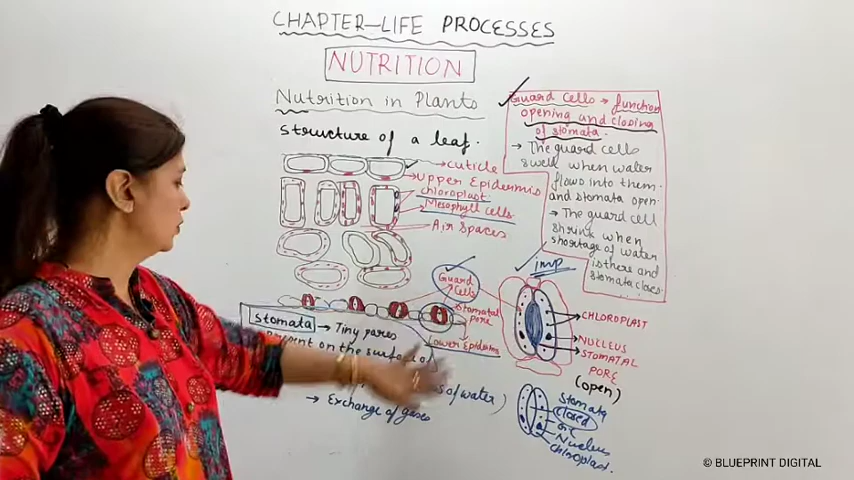 CHAPTER-LIFE PROCESSES
NUTRITION
Nutrition in Plants
Structure of a leaf.
cuticle
Upper Epidermis
chloroplast
Mesophyll cells
Air Spaces
Guard Cells
Stomatal
pore
Lower Epidermis
stomata → Tiny pores
Present on the surface of
s of water)
→ Exchange of gases
Guard Cells → function
opening and closing
of stomata.
→ The guard cells
swell when water
flows into them.
and stomata open.
→ The guard cell
shrink when
shortage of water
is there and
stomata closes.
imp
CHLOROPLAST
NUCLEUS
STOMATAL
PORE
(open)
Stomata
closed
Nucleus
chloroplast.
© BLUEPRINT DIGITAL